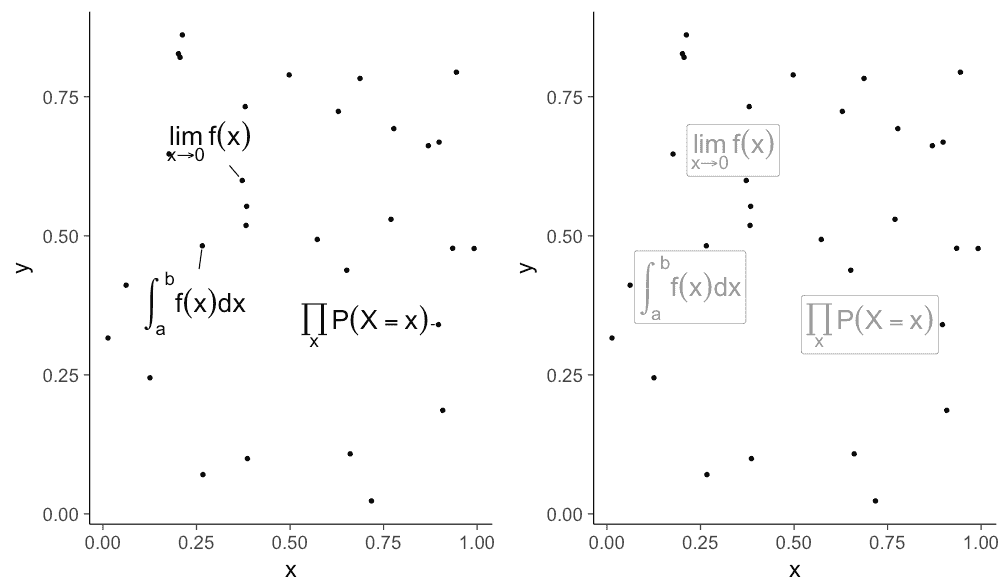 0.75
0.50
0.25
0.00
y
lim f(x)
x→0
∫ₐᵇ f(x)dx
∏ P(X = x)
x
0.00 0.25 0.50 0.75 1.00
x
0.75
0.50
0.25
0.00
y
lim f(x)
x→0
∫ₐᵇ f(x)dx
∏ P(X = x)
x
0.00 0.25 0.50 0.75 1.00
x